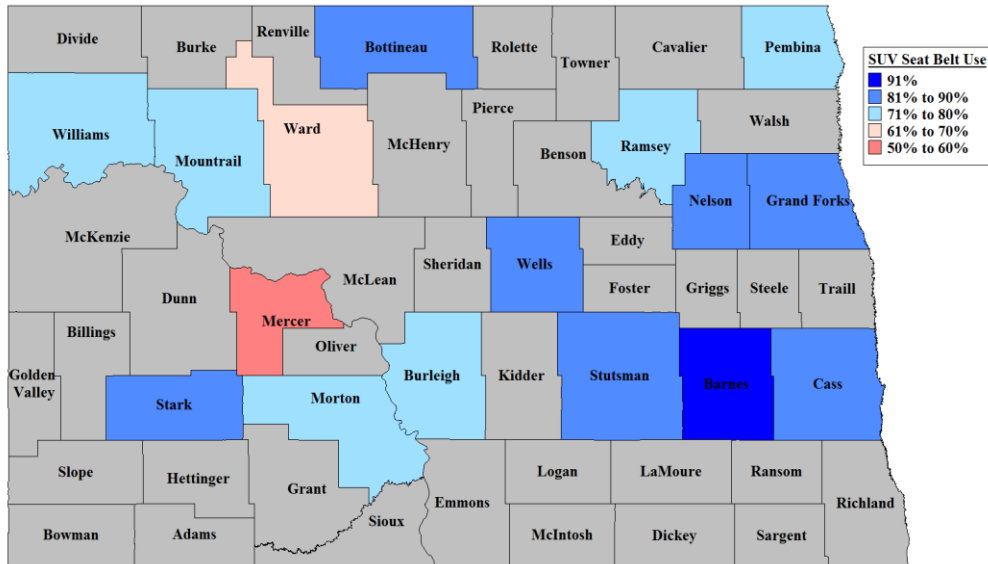 Divide
Burke
Renville
Bottineau
Rolette
Towner
Cavalier
Pembina
SUV Seat Belt Use
91%
81% to 90%
71% to 80%
61% to 70%
50% to 60%
Williams
Mountrail
Ward
McHenry
Pierce
Benson
Ramsey
Walsh
Nelson
Grand Forks
McKenzie
Dunn
McLean
Sheridan
Wells
Eddy
Foster
Griggs
Steele
Traill
Mercer
Oliver
Billings
Golden
Valley
Stark
Morton
Burleigh
Kidder
Stutsman
Barnes
Cass
Slope
Hettinger
Grant
Sioux
Emmons
Logan
LaMoure
Ransom
Richland
Bowman
Adams
McIntosh
Dickey
Sargent